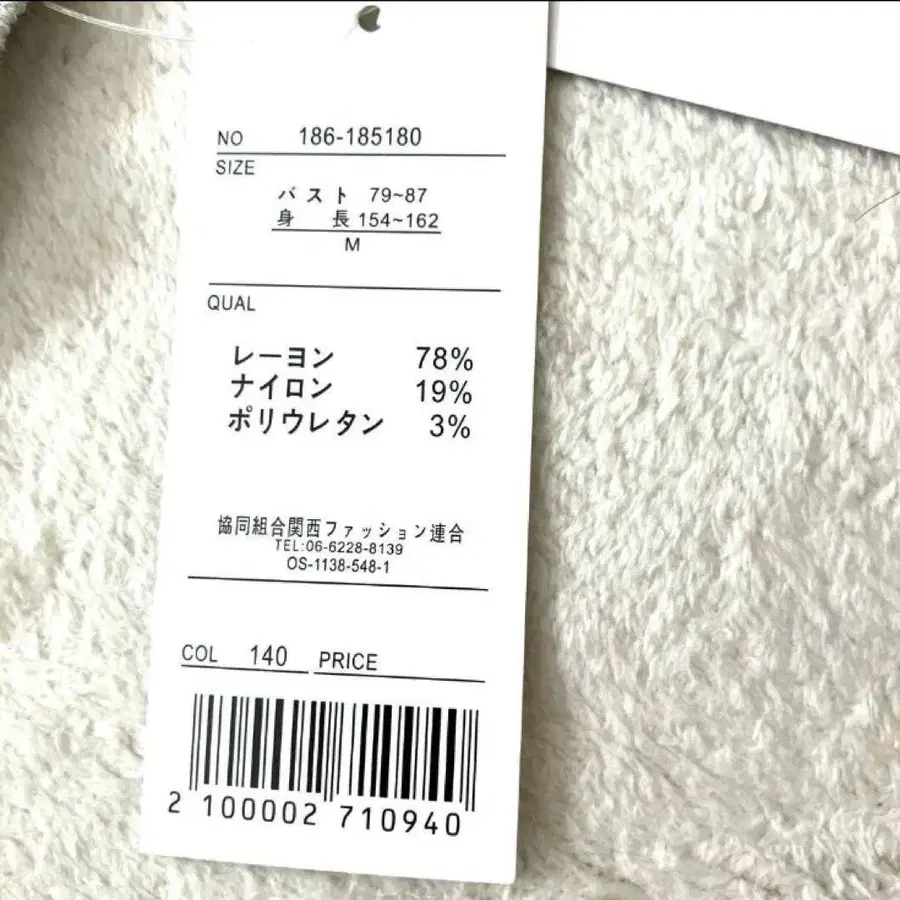 NO 186-185180
SIZE
バスト 79~87
身長 154~162
M
QUAL
レーヨン 78%
ナイロン 19%
ポリウレタン 3%
協同組合関西ファッション連合
TEL:06-6228-8139
OS-1138-548-1
COL 140 PRICE
2 100002 710940